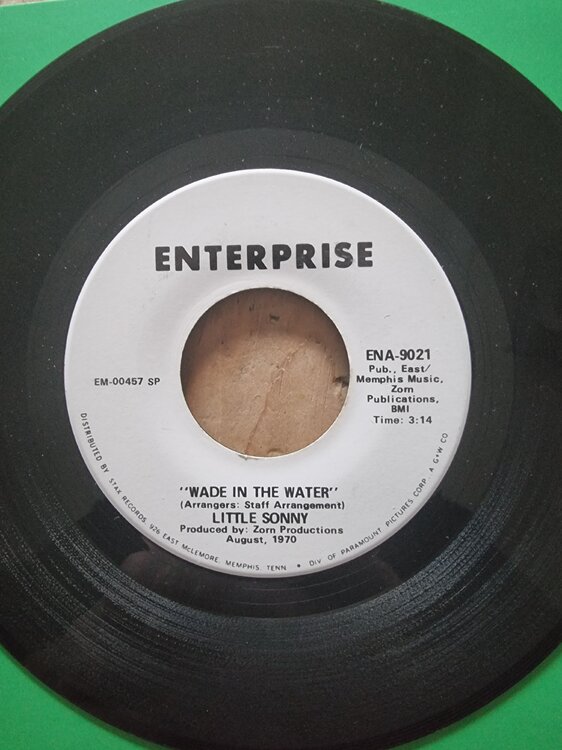 ENTERPRISE
EM-00457 SP
ENA-9021
Pub., East/
Memphis Music,
Zorn
Publications,
BMI
Time: 3:14
"WADE IN THE WATER"
(Arrangers: Staff Arrangement)
LITTLE SONNY
Produced by: Zorn Productions
August, 1970
DISTRIBUTED BY STAX RECORDS, 926 EAST McLEMORE, MEMPHIS, TENN. • DIV OF PARAMOUNT PICTURES CORP. A G+W CO